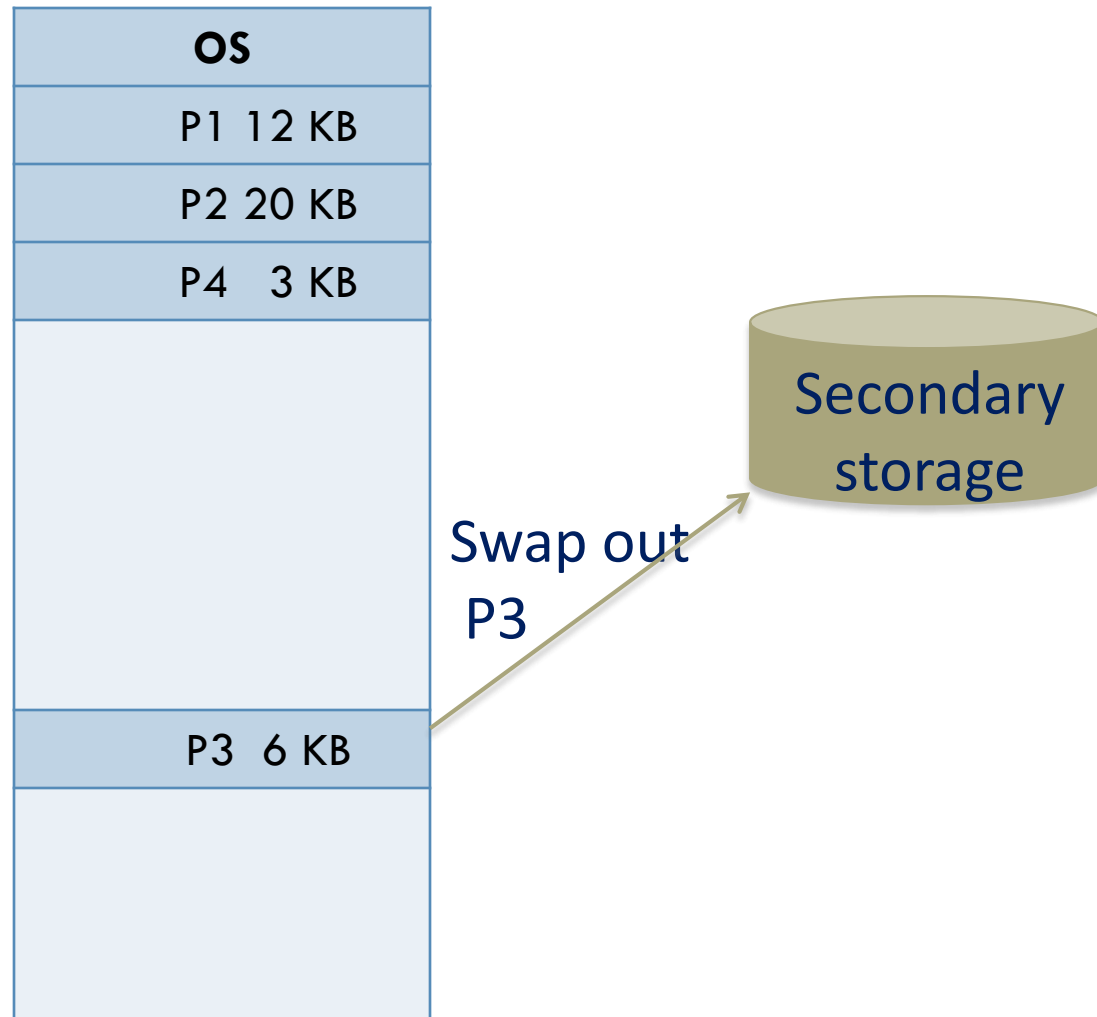 OS
P1 12 KB
P2 20 KB
P4 3 KB
Secondary
storage
Swap out
P3
P3 6 KB